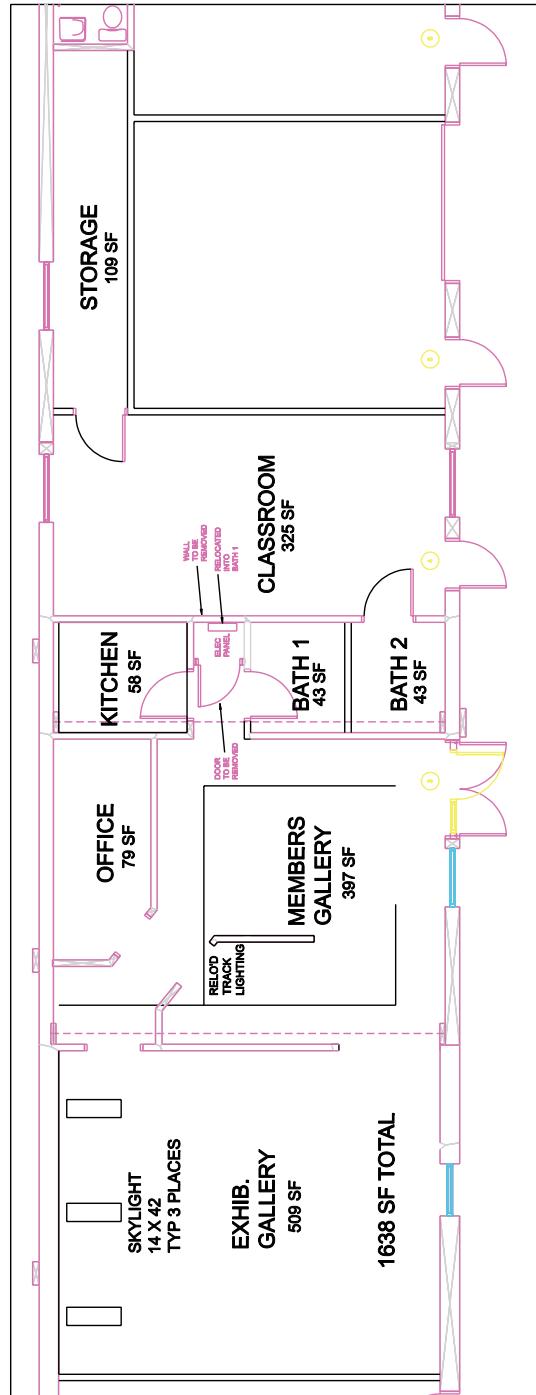 STORAGE
109 SF
CLASSROOM
325 SF
WALL
TO BE
REMOVED
RELOCATED
INTO
BATH 1
ELEC
PANEL
KITCHEN
58 SF
BATH 1
43 SF
BATH 2
43 SF
DOOR
TO BE
REMOVED
OFFICE
79 SF
MEMBERS
GALLERY
397 SF
RELO'D
TRACK
LIGHTING
SKYLIGHT
14 X 42
TYP 3 PLACES
EXHIB.
GALLERY
509 SF
1638 SF TOTAL